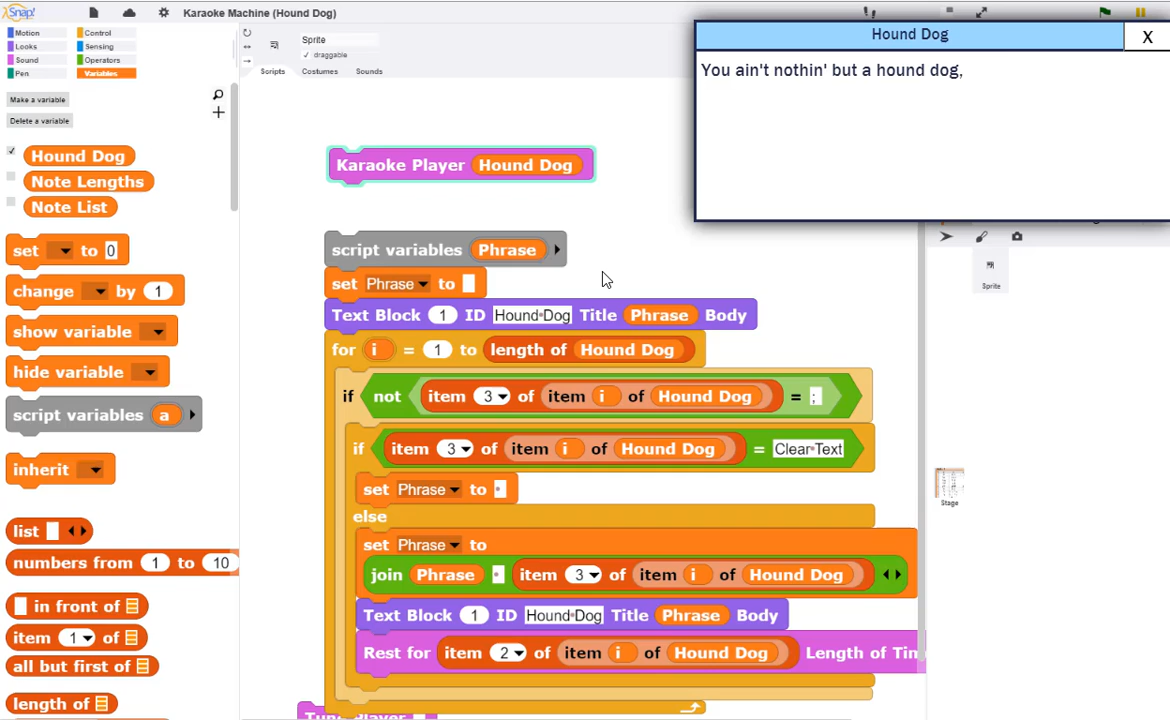 Snap! Karaoke Machine (Hound Dog)
Motion Control
Looks Sensing
Sound Operators
Pen Variables
Make a variable
Delete a variable
Hound Dog
Note Lengths
Note List
set to 0
change by 1
show variable
hide variable
script variables a
inherit
list
numbers from 1 to 10
in front of
item 1 of
all but first of
length of
Sprite
draggable
Scripts Costumes Sounds
Karaoke Player Hound Dog
script variables Phrase
set Phrase to
Text Block 1 ID Hound Dog Title Phrase Body
for i = 1 to length of Hound Dog
if not item 3 of item i of Hound Dog = ;
if item 3 of item i of Hound Dog = Clear Text
set Phrase to
else
set Phrase to
join Phrase item 3 of item i of Hound Dog
Text Block 1 ID Hound Dog Title Phrase Body
Rest for item 2 of item i of Hound Dog Length of
Hound Dog X
You ain't nothin' but a hound dog,
Sprite
Stage